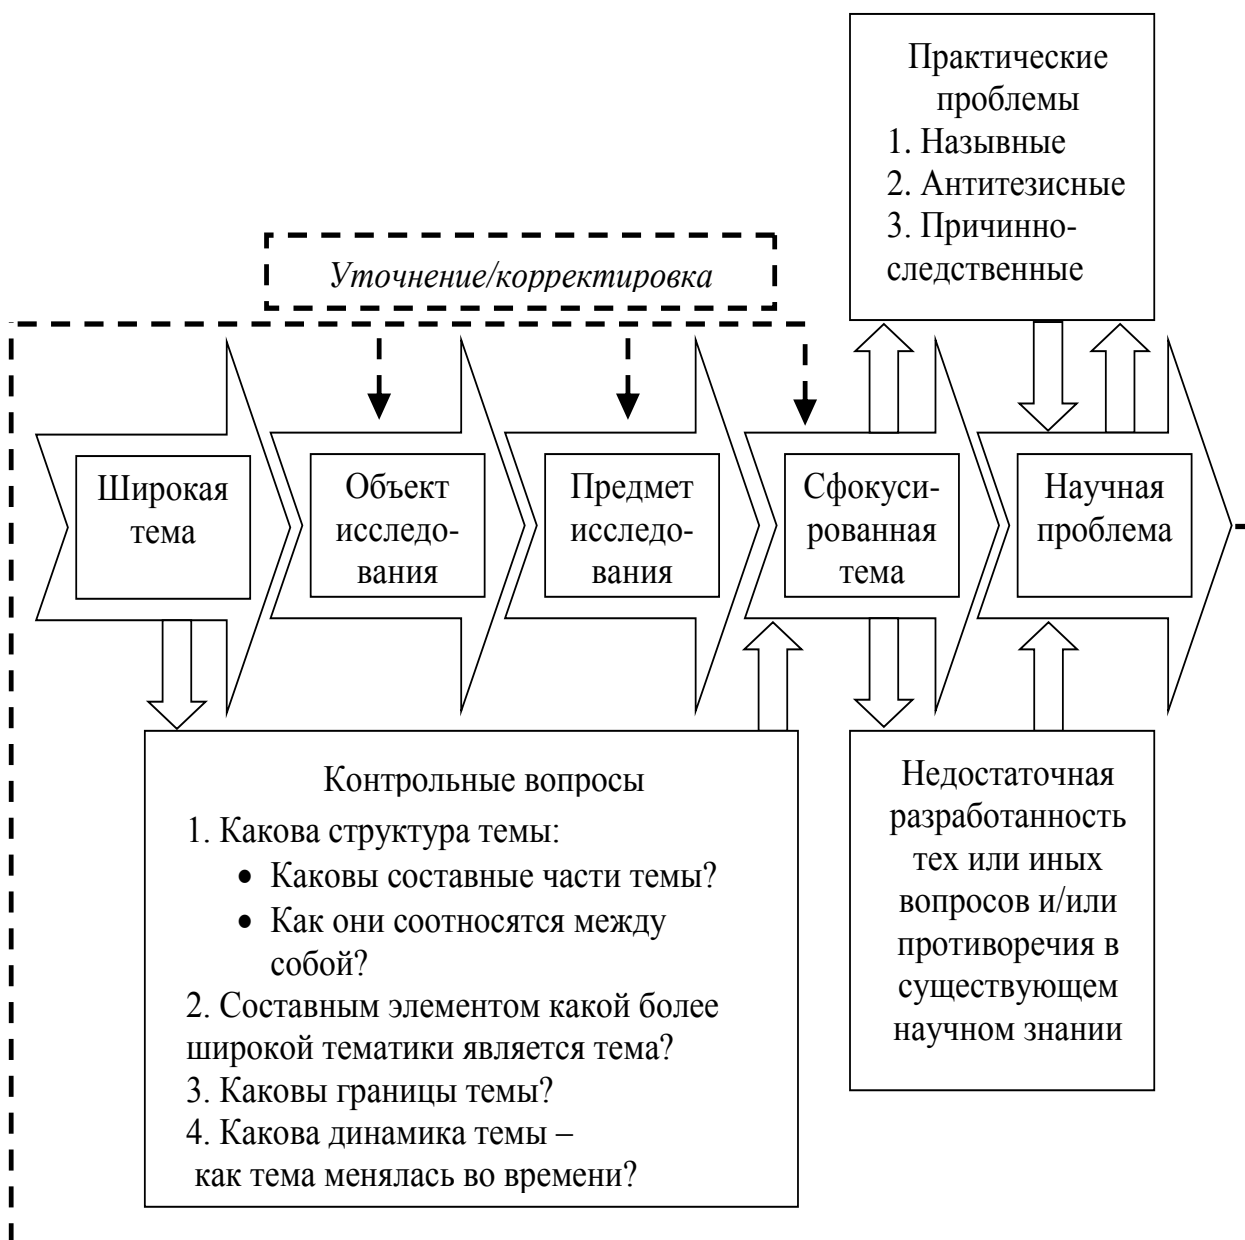 Практические
проблемы
1. Назывные
2. Антитезисные
3. Причинно-
следственные
Уточнение/корректировка
Широкая
тема
Объект
исследо-
вания
Предмет
исследо-
вания
Сфокуси-
рованная
тема
Научная
проблема
Контрольные вопросы
1. Какова структура темы:
• Каковы составные части темы?
• Как они соотносятся между
собой?
2. Составным элементом какой более
широкой тематики является тема?
3. Каковы границы темы?
4. Какова динамика темы –
как тема менялась во времени?
Недостаточная
разработанность
тех или иных
вопросов и/или
противоречия в
существующем
научном знании